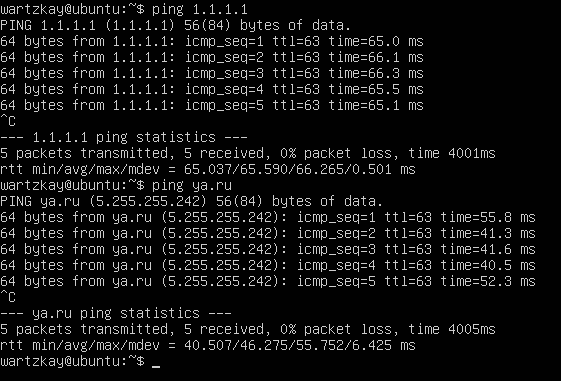 wartzkay@ubuntu:~$ ping 1.1.1.1
PING 1.1.1.1 (1.1.1.1) 56(84) bytes of data.
64 bytes from 1.1.1.1: icmp_seq=1 ttl=63 time=65.0 ms
64 bytes from 1.1.1.1: icmp_seq=2 ttl=63 time=66.1 ms
64 bytes from 1.1.1.1: icmp_seq=3 ttl=63 time=66.3 ms
64 bytes from 1.1.1.1: icmp_seq=4 ttl=63 time=65.5 ms
64 bytes from 1.1.1.1: icmp_seq=5 ttl=63 time=65.1 ms
^C
--- 1.1.1.1 ping statistics ---
5 packets transmitted, 5 received, 0% packet loss, time 4001ms
rtt min/avg/max/mdev = 65.037/65.590/66.265/0.501 ms
wartzkay@ubuntu:~$ ping ya.ru
PING ya.ru (5.255.255.242) 56(84) bytes of data.
64 bytes from ya.ru (5.255.255.242): icmp_seq=1 ttl=63 time=55.8 ms
64 bytes from ya.ru (5.255.255.242): icmp_seq=2 ttl=63 time=41.3 ms
64 bytes from ya.ru (5.255.255.242): icmp_seq=3 ttl=63 time=41.6 ms
64 bytes from ya.ru (5.255.255.242): icmp_seq=4 ttl=63 time=40.5 ms
64 bytes from ya.ru (5.255.255.242): icmp_seq=5 ttl=63 time=52.3 ms
^C
--- ya.ru ping statistics ---
5 packets transmitted, 5 received, 0% packet loss, time 4005ms
rtt min/avg/max/mdev = 40.507/46.275/55.752/6.425 ms
wartzkay@ubuntu:~$ _